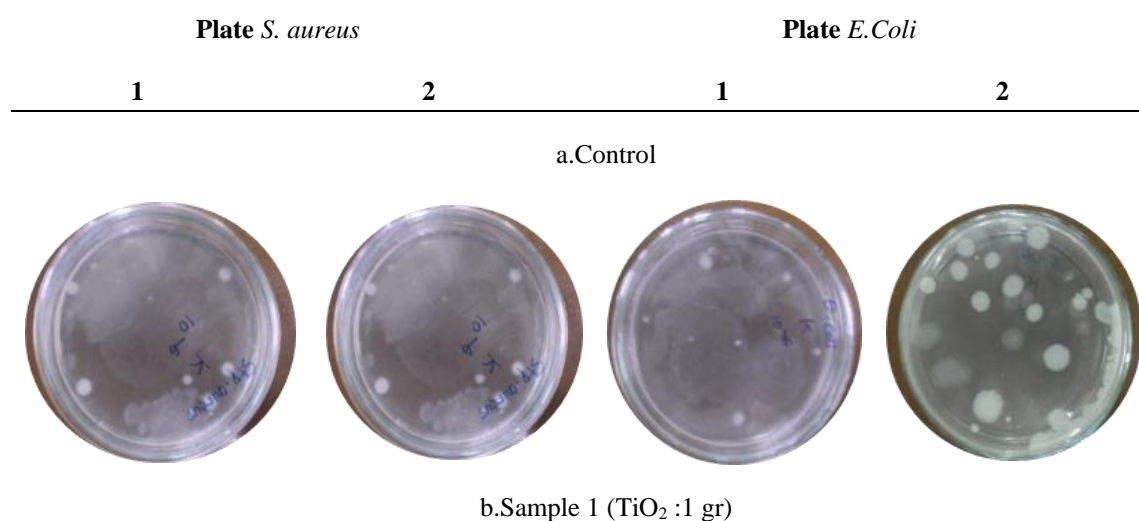 Plate S. aureus Plate E.Coli
1 2 1 2
a.Control
K
K
b.Sample 1 (TiO₂ :1 gr)